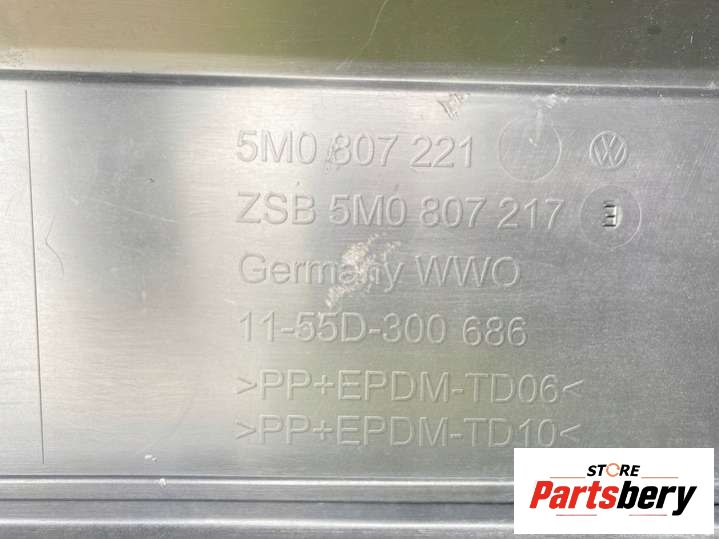 5M0 807 221
ZSB 5M0 807 217 E
Germany WWO
11-55D-300 686
>PP+EPDM-TD06<
>PP+EPDM-TD10<
STORE
Partsbery